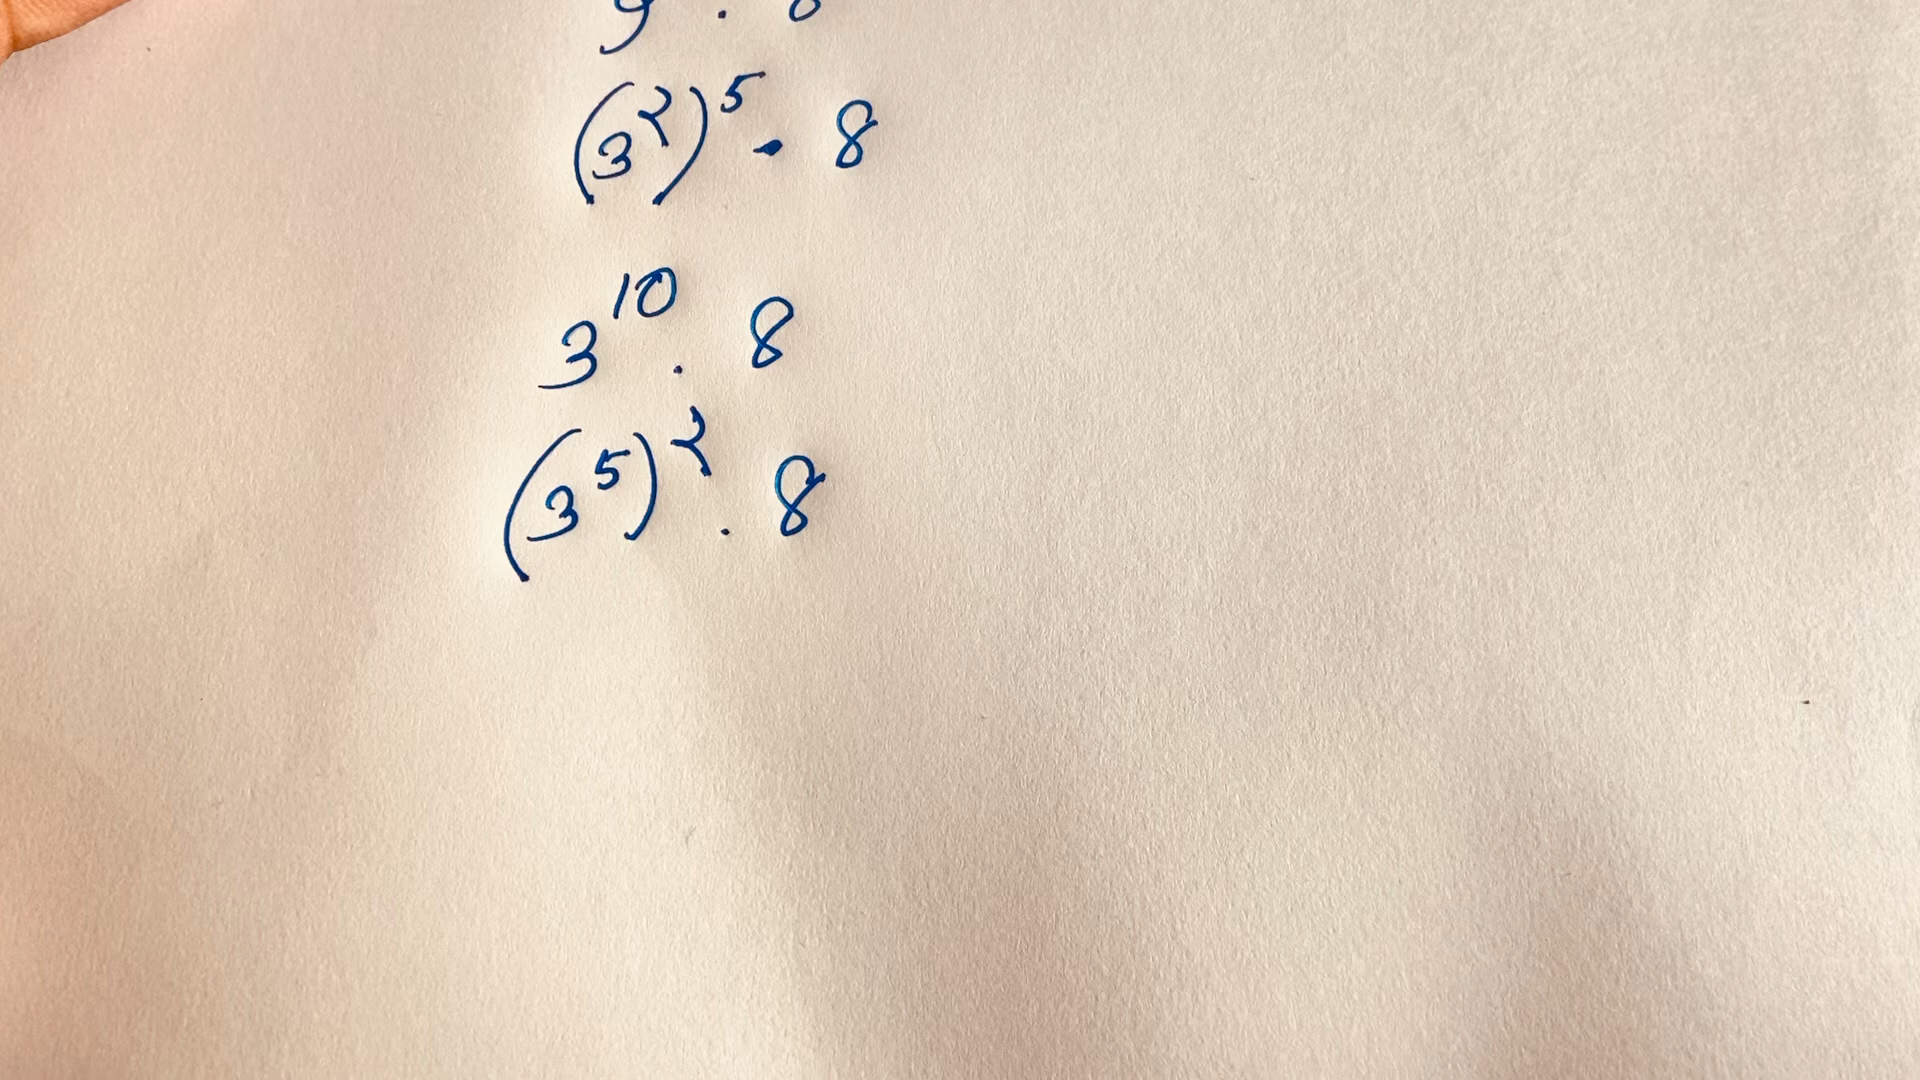 (3²)⁵ · 8
3¹⁰ · 8
(3⁵)² · 8